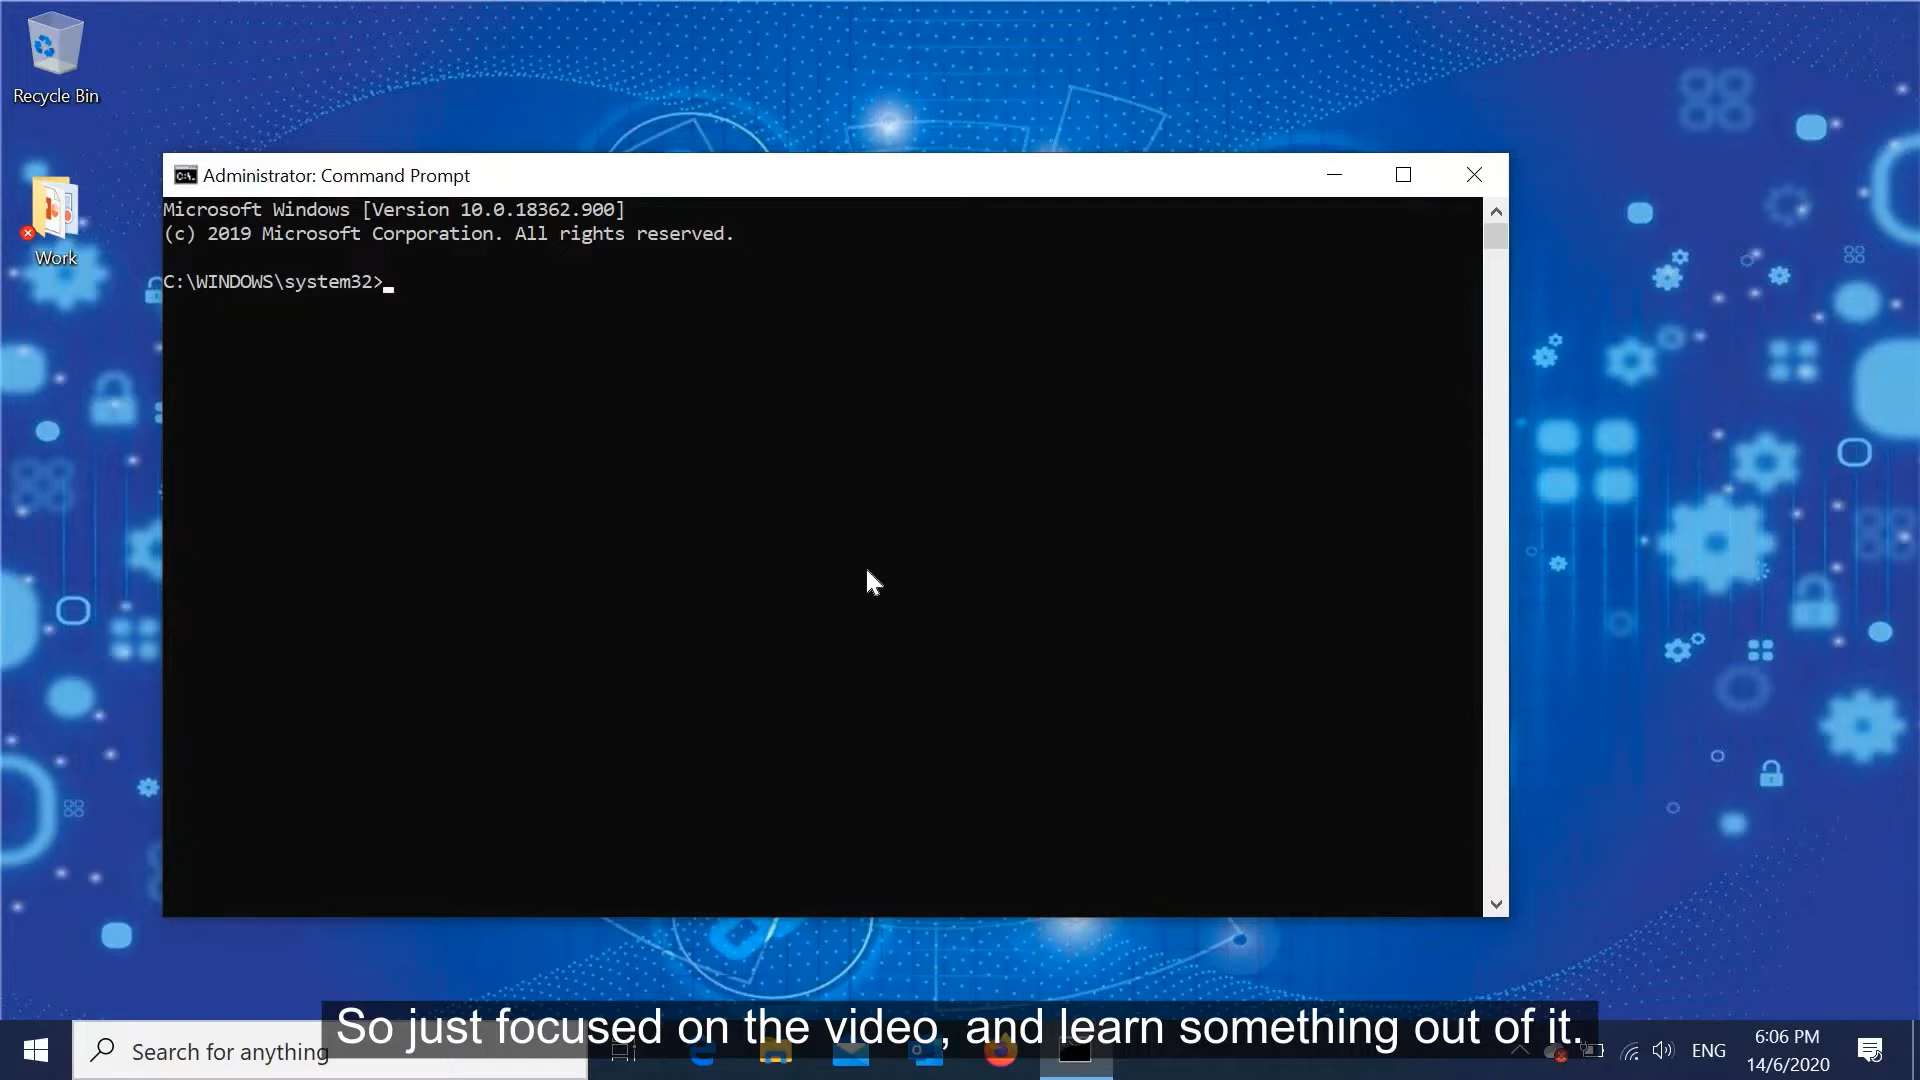 Recycle Bin
Work
Administrator: Command Prompt
Microsoft Windows [Version 10.0.18362.900]
(c) 2019 Microsoft Corporation. All rights reserved.
C:\WINDOWS\system32>
So just focused on the video, and learn something out of it.
Search for anything
ENG
6:06 PM
14/6/2020